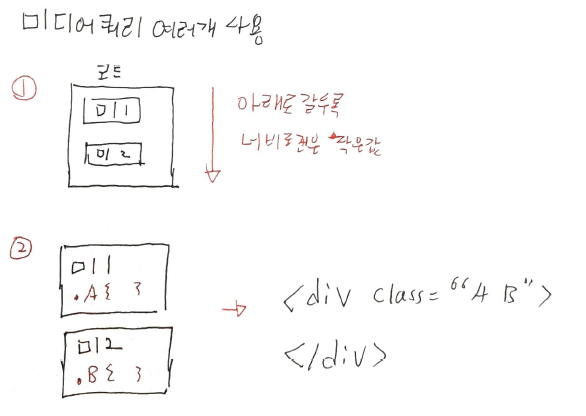 미디어쿼리 여러개 사용
① 코드
미1
미2
아래로 갈수록
너비조건은 작은값
②
미1
.A{ }
미2
.B{ }
→ <div class="A B">
</div>